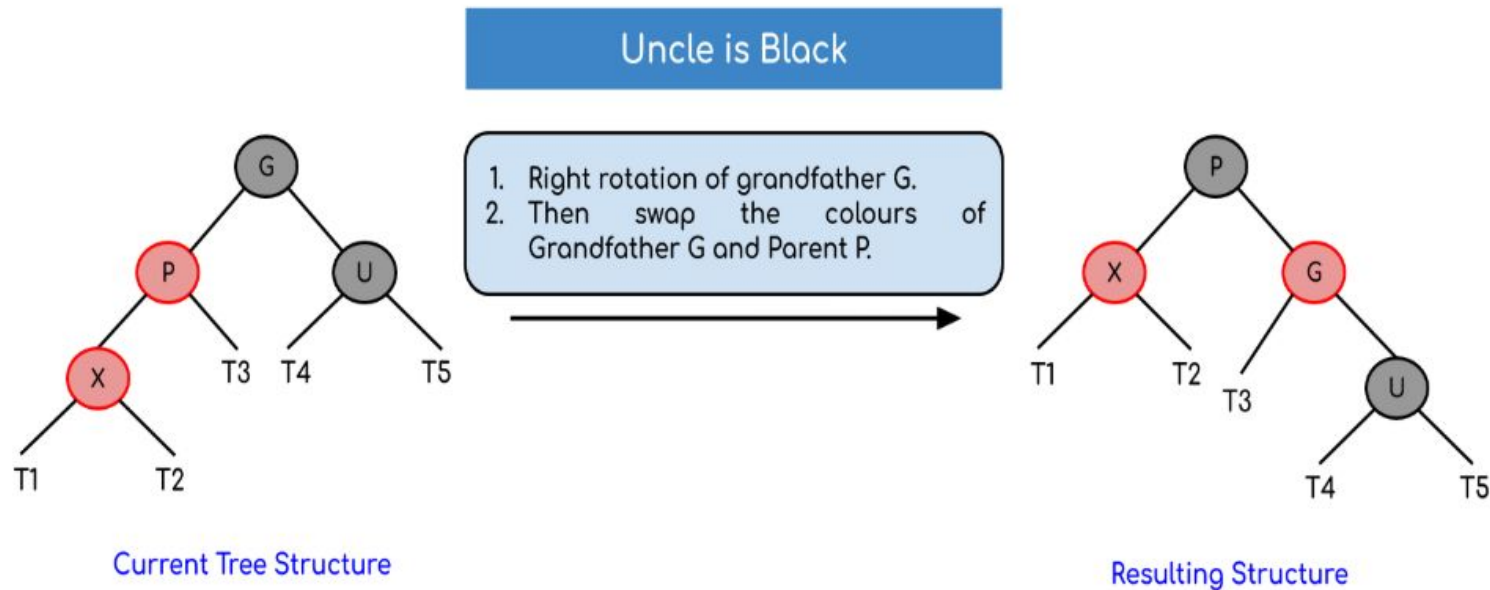 Uncle is Black
1. Right rotation of grandfather G.
2. Then swap the colours of
Grandfather G and Parent P.
G
P
U
X
T3
T4
T5
T1
T2
Current Tree Structure
P
X
G
T1
T2
T3
U
T4
T5
Resulting Structure